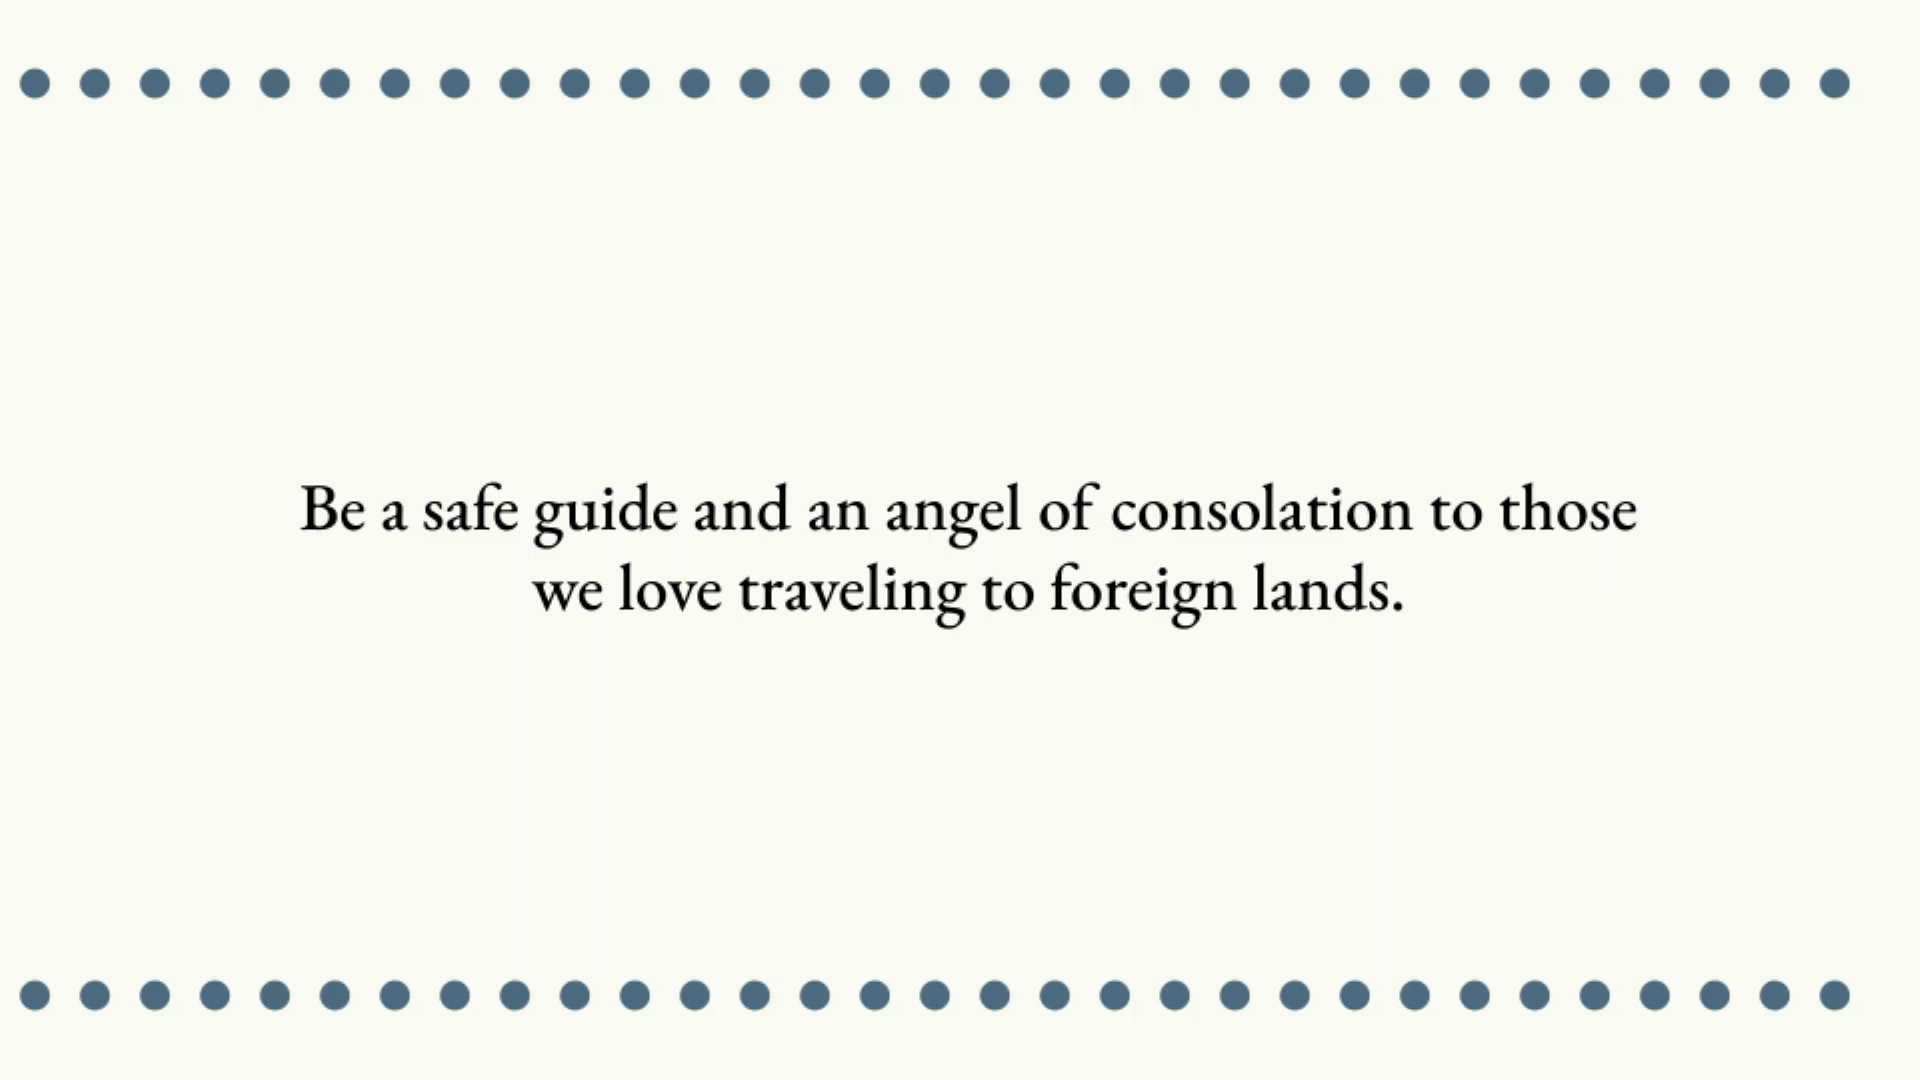 Be a safe guide and an angel of consolation to those
we love traveling to foreign lands.